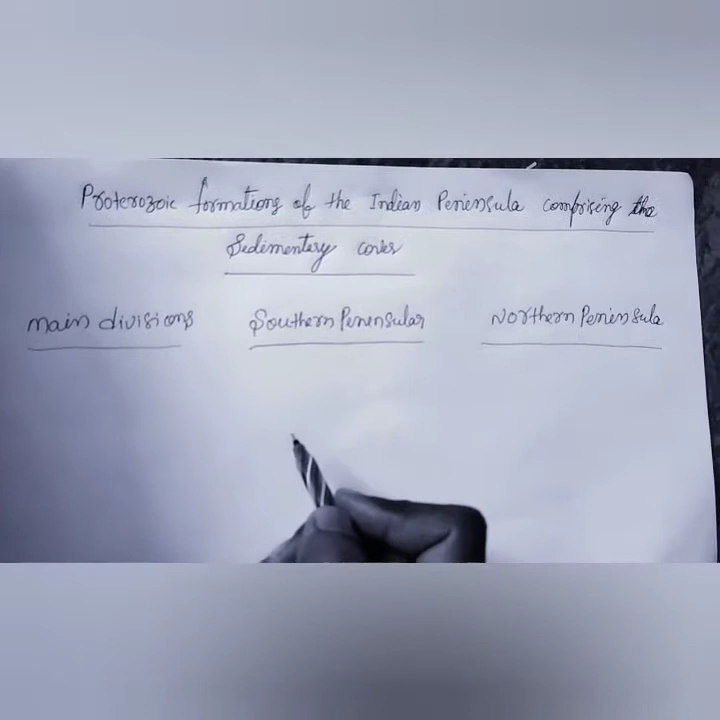 Proterozoic formations of the Indian Peninsula comprising the
Sedimentary cover
main divisions Southern Peninsular Northern Peninsula